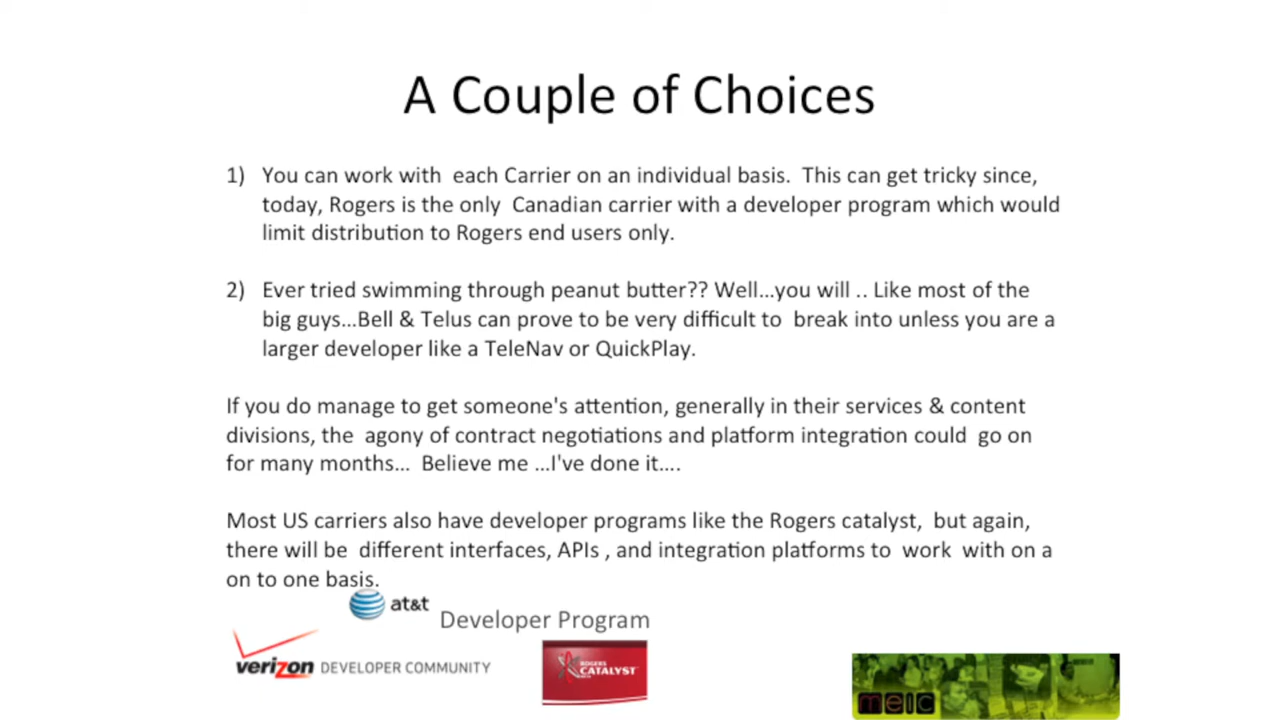 A Couple of Choices
1) You can work with each Carrier on an individual basis. This can get tricky since,
today, Rogers is the only Canadian carrier with a developer program which would
limit distribution to Rogers end users only.
2) Ever tried swimming through peanut butter?? Well...you will .. Like most of the
big guys...Bell & Telus can prove to be very difficult to break into unless you are a
larger developer like a TeleNav or QuickPlay.
If you do manage to get someone's attention, generally in their services & content
divisions, the agony of contract negotiations and platform integration could go on
for many months... Believe me ...I've done it....
Most US carriers also have developer programs like the Rogers catalyst, but again,
there will be different interfaces, APIs , and integration platforms to work with on a
on to one basis.
at&t Developer Program
verizon DEVELOPER COMMUNITY
ROGERS
CATALYST
meic